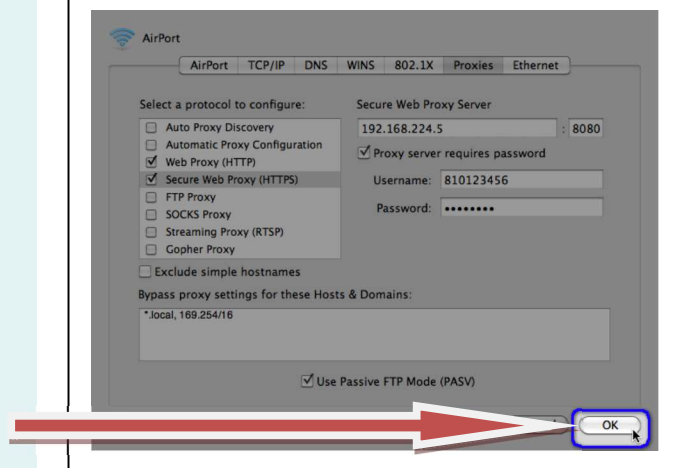 AirPort
AirPort TCP/IP DNS WINS 802.1X Proxies Ethernet
Select a protocol to configure:
Auto Proxy Discovery
Automatic Proxy Configuration
Web Proxy (HTTP)
Secure Web Proxy (HTTPS)
FTP Proxy
SOCKS Proxy
Streaming Proxy (RTSP)
Gopher Proxy
Exclude simple hostnames
Secure Web Proxy Server
192.168.224.5 : 8080
Proxy server requires password
Username: 810123456
Password: ••••••••
Bypass proxy settings for these Hosts & Domains:
*.local, 169.254/16
Use Passive FTP Mode (PASV)
OK